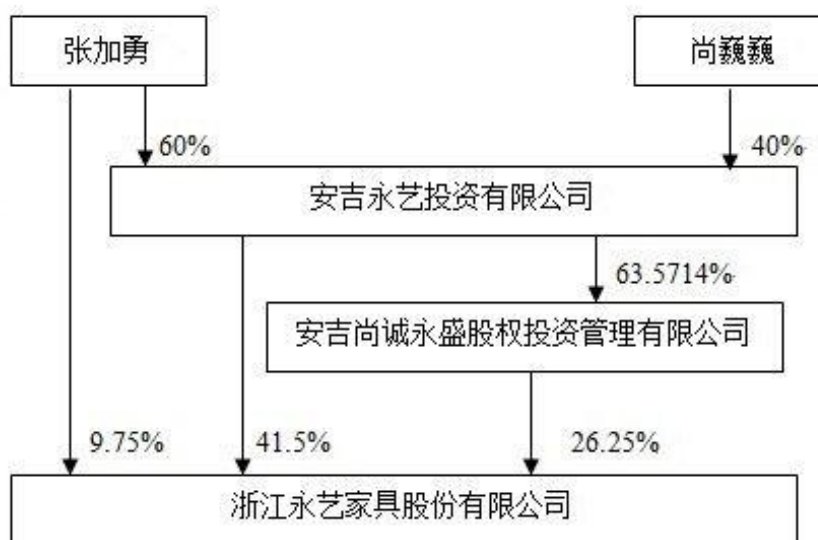 张加勇
尚巍巍
60%
40%
安吉永艺投资有限公司
63.5714%
安吉尚诚永盛股权投资管理有限公司
9.75%
41.5%
26.25%
浙江永艺家具股份有限公司